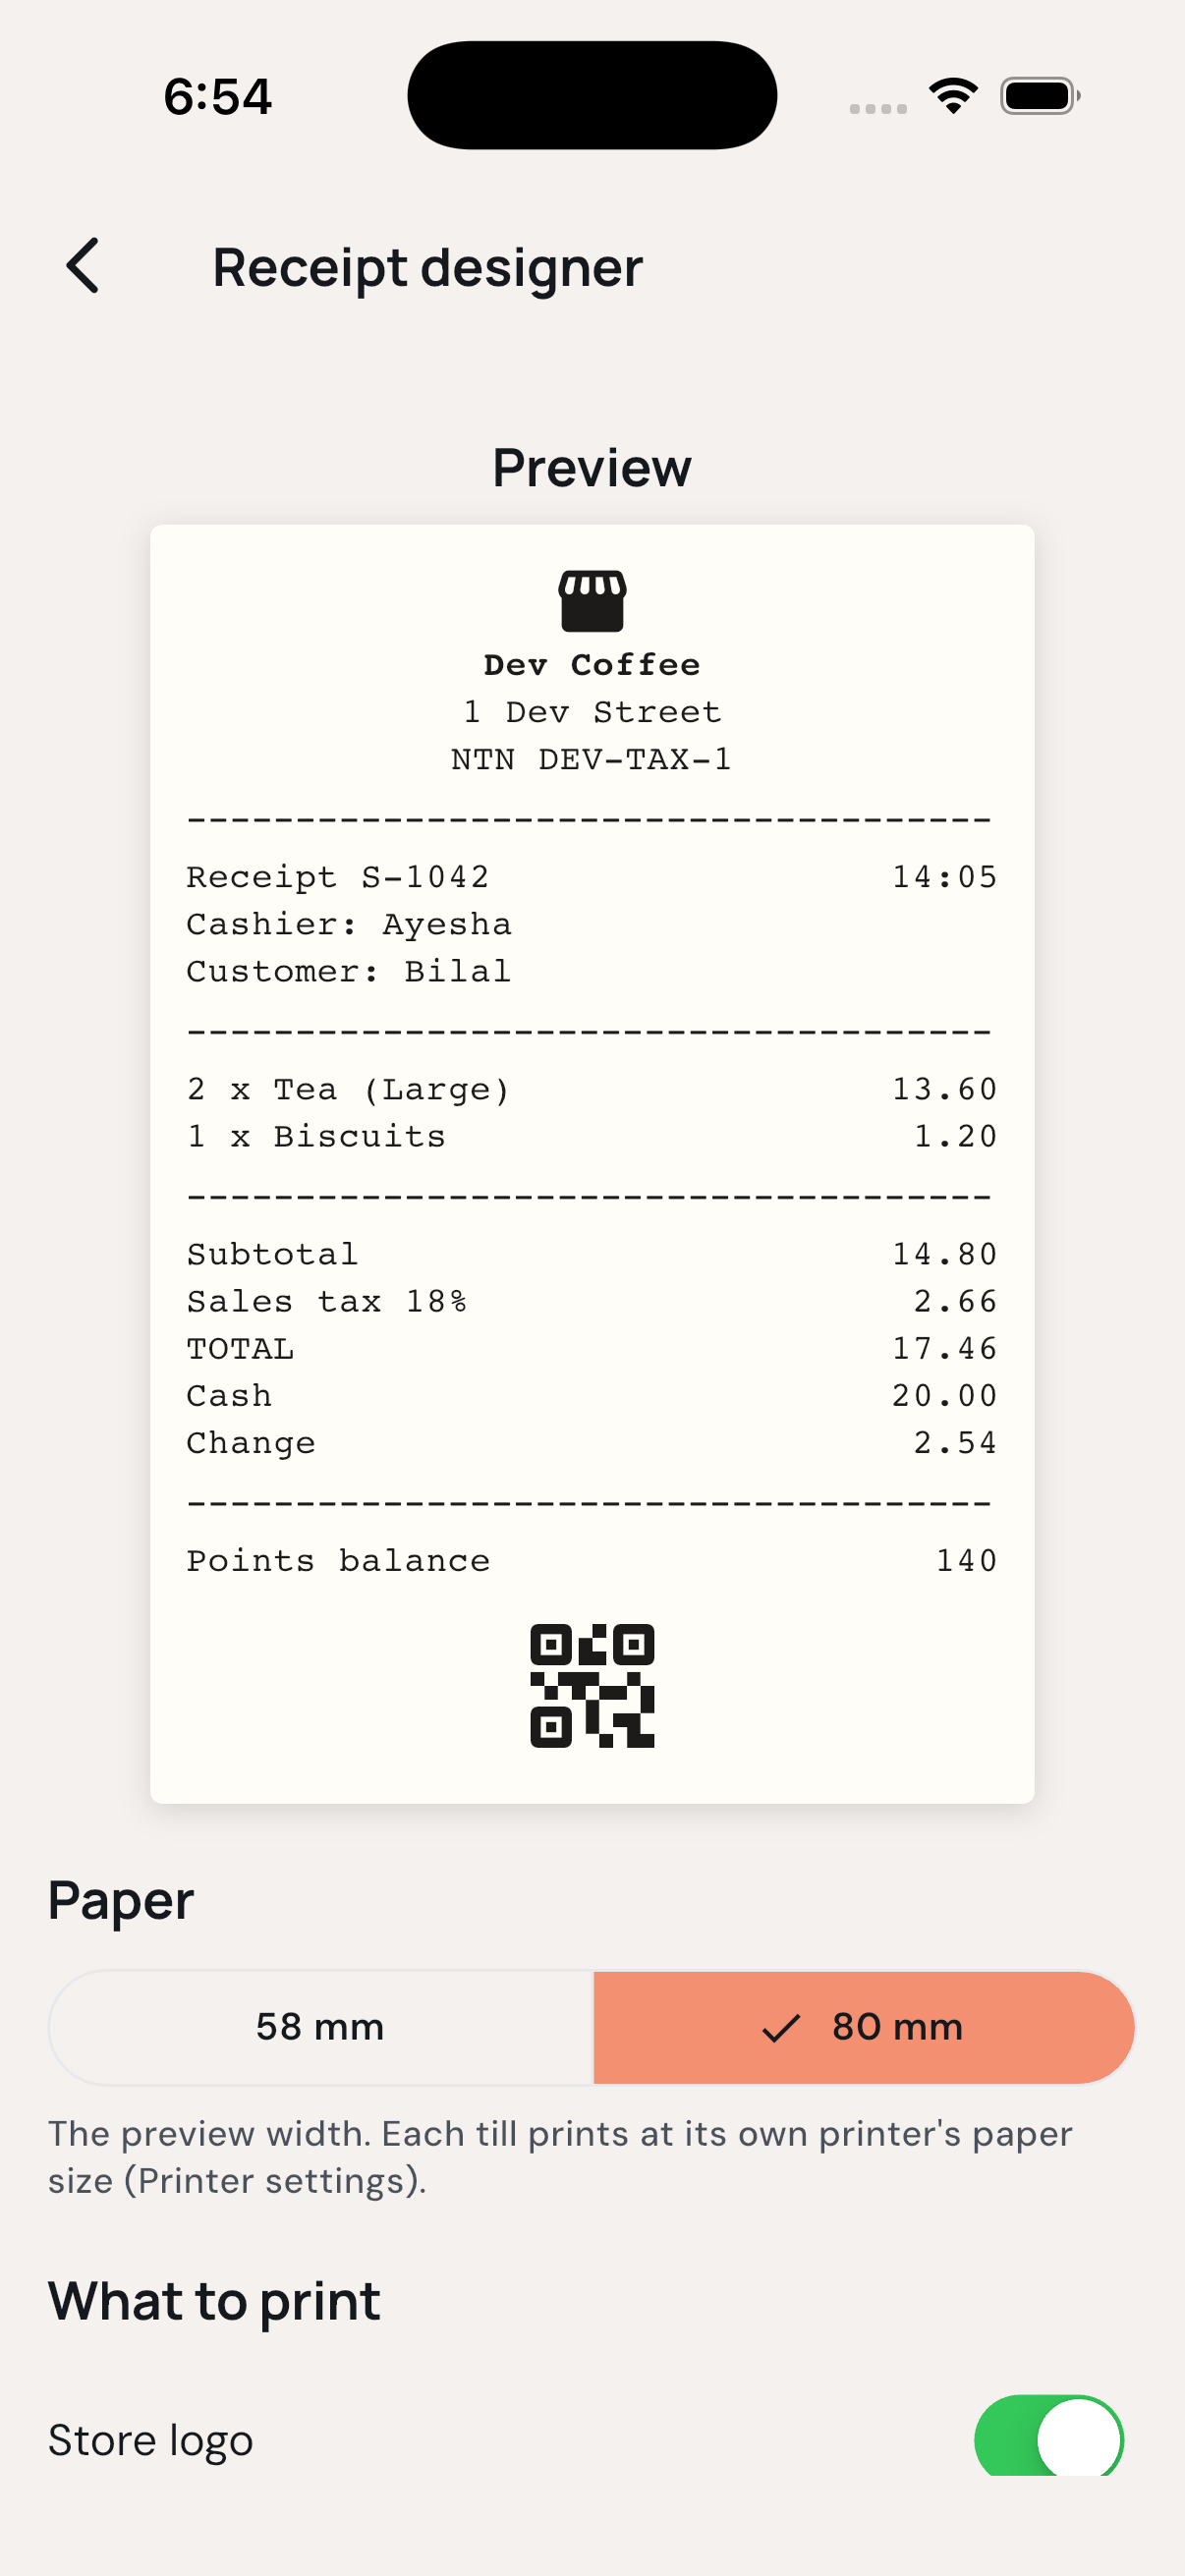 6:54
Receipt designer
Preview
Dev Coffee
1 Dev Street
NTN DEV-TAX-1
-------------------------------------
Receipt S-1042 14:05
Cashier: Ayesha
Customer: Bilal
-------------------------------------
2 x Tea (Large) 13.60
1 x Biscuits 1.20
-------------------------------------
Subtotal 14.80
Sales tax 18% 2.66
TOTAL 17.46
Cash 20.00
Change 2.54
-------------------------------------
Points balance 140
Paper
58 mm 80 mm
The preview width. Each till prints at its own printer's paper
size (Printer settings).
What to print
Store logo